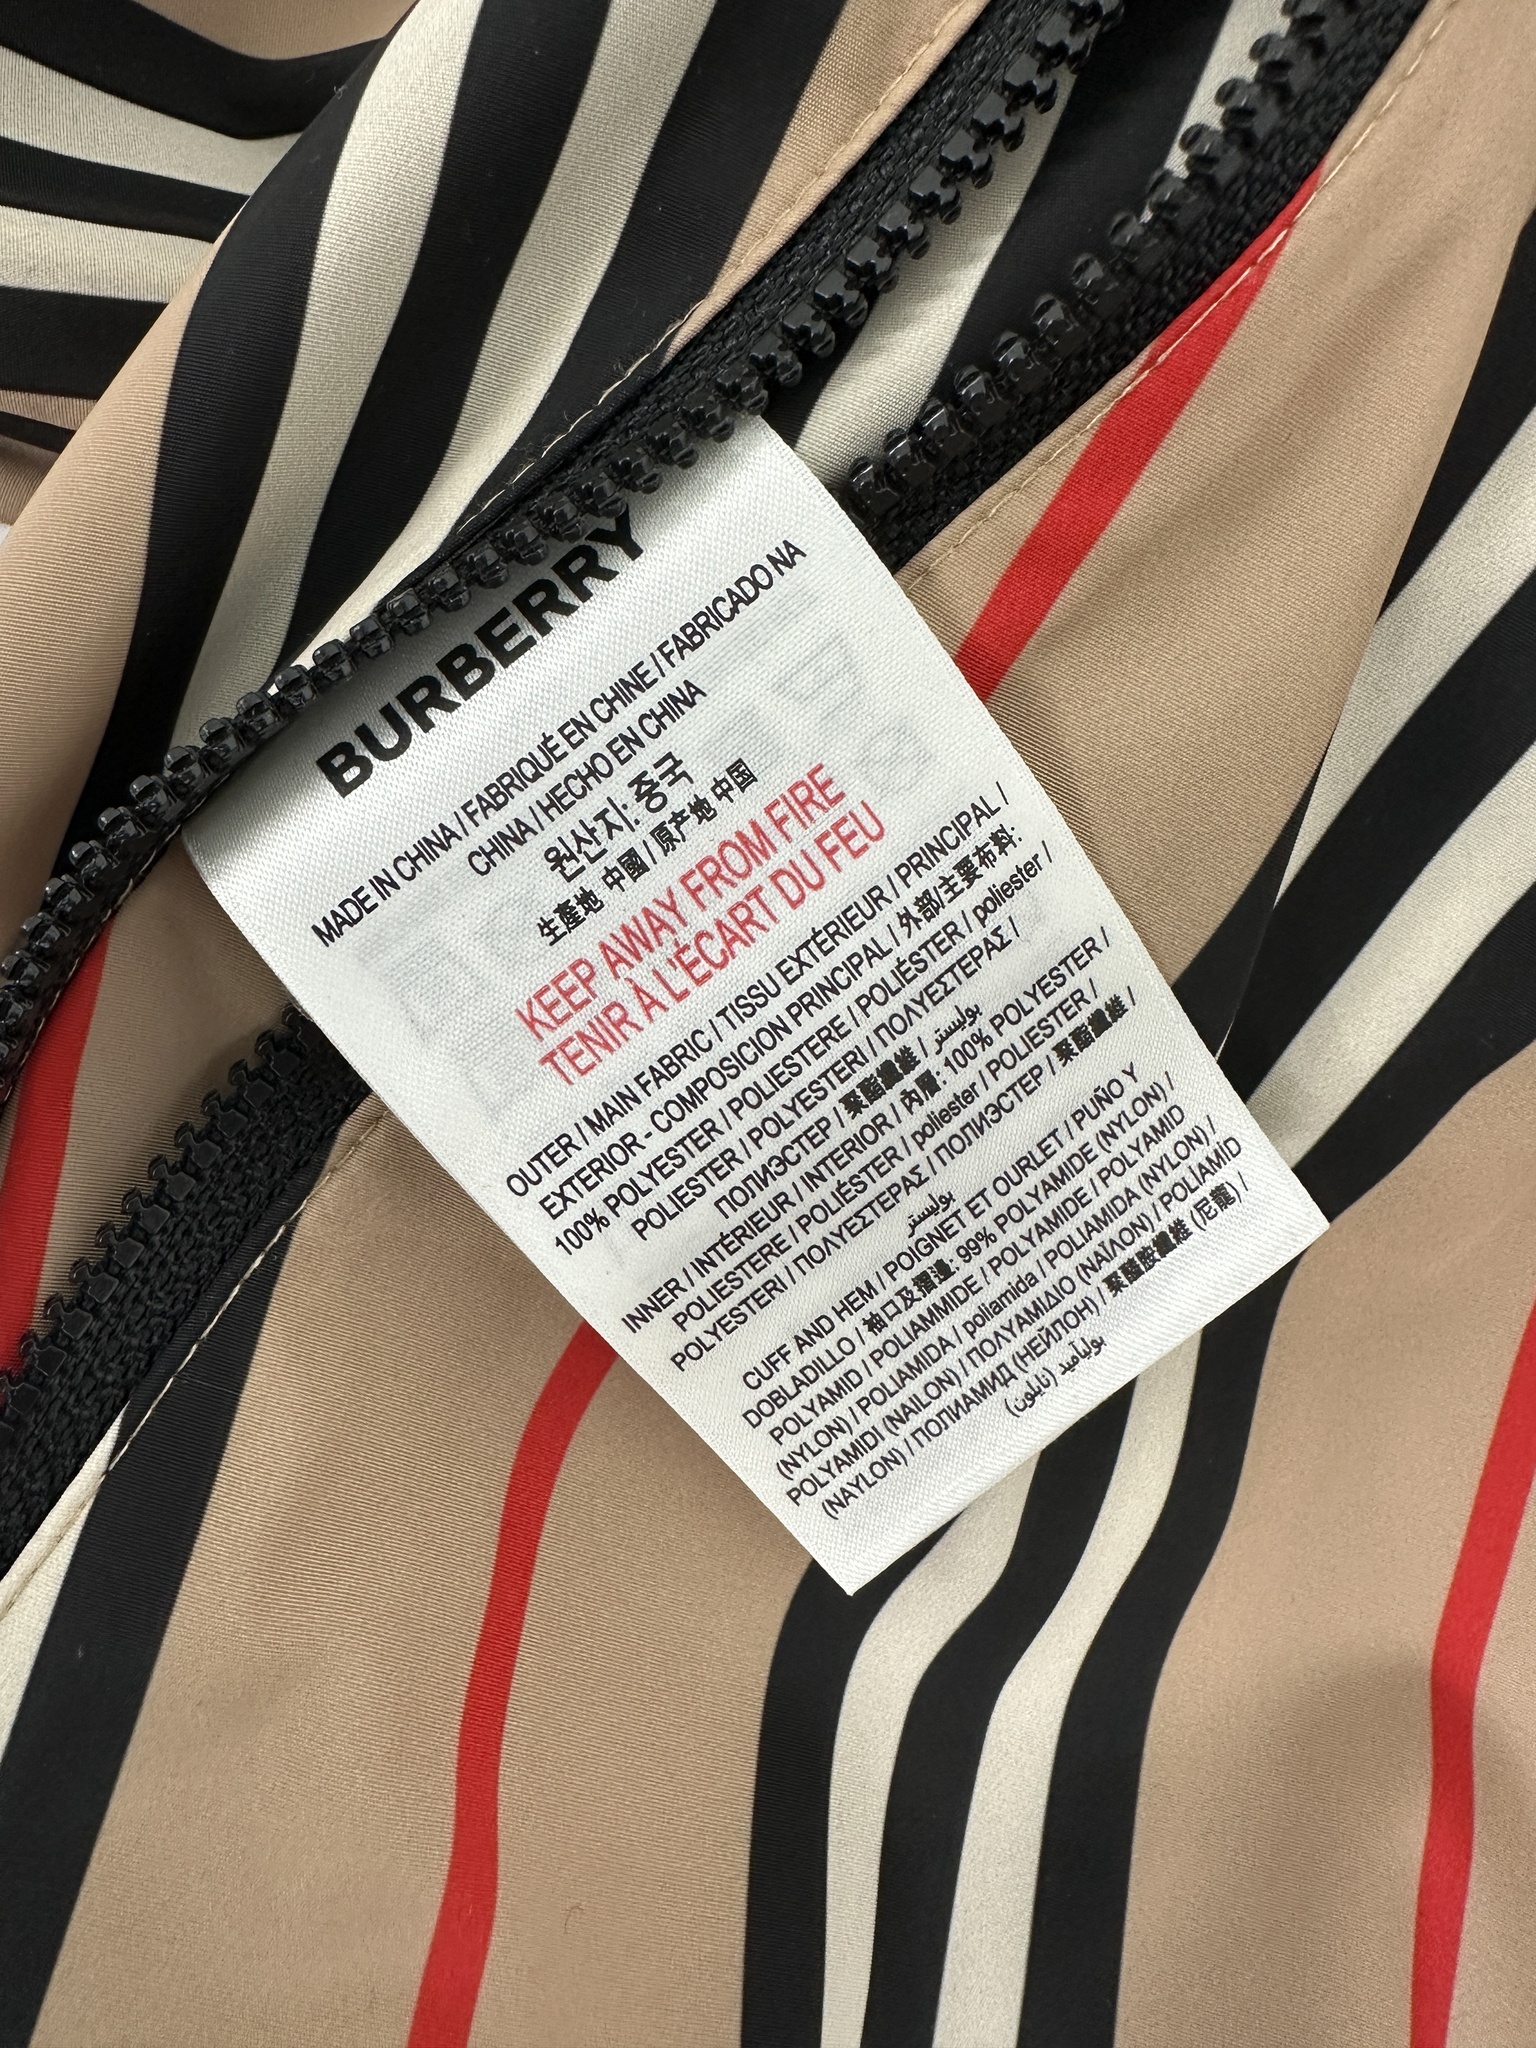 BURBERRY
MADE IN CHINA / FABRIQUÉ EN CHINE / FABRICADO NA
CHINA / HECHO EN CHINA
원산지: 중국
生產地 中國 / 原产地 中国
KEEP AWAY FROM FIRE
TENIR À L'ÉCART DU FEU
OUTER / MAIN FABRIC / TISSU EXTÉRIEUR / PRINCIPAL /
EXTERIOR - COMPOSICION PRINCIPAL / 外部/主要布料:
100% POLYESTER / POLIESTERE / POLIÉSTER / poliester /
POLIESTER / POLYESTERI / ΠΟΛΥΕΣΤΕΡΑΣ /
ПОЛИЭСТЕР / 聚酯纖維 / بوليستر
INNER / INTÉRIEUR / INTERIOR / 內層: 100% POLYESTER /
POLIESTERE / POLIÉSTER / poliester / POLIESTER /
POLYESTERI / ΠΟΛΥΕΣΤΕΡΑΣ / ПОЛИЭСТЕР / 聚酯纖維 /
بوليستر
CUFF AND HEM / POIGNET ET OURLET / PUÑO Y
DOBLADILLO / 袖口及褶邊: 99% POLYAMIDE (NYLON) /
POLYAMID / POLIAMMIDE / POLYAMIDE / POLYAMID
(NYLON) / POLIAMIDA / poliamida / POLIAMIDA (NYLON) /
POLYAMIDI (NAILON) / ΠΟΛΥΑΜΙΔΙΟ (ΝΑΪΛΟΝ) / POLİAMİD
(NAYLON) / ПОЛИАМИД (НЕЙЛОН) / 聚醯胺纖維 (尼龍) /
بوليآميد (نايلون)